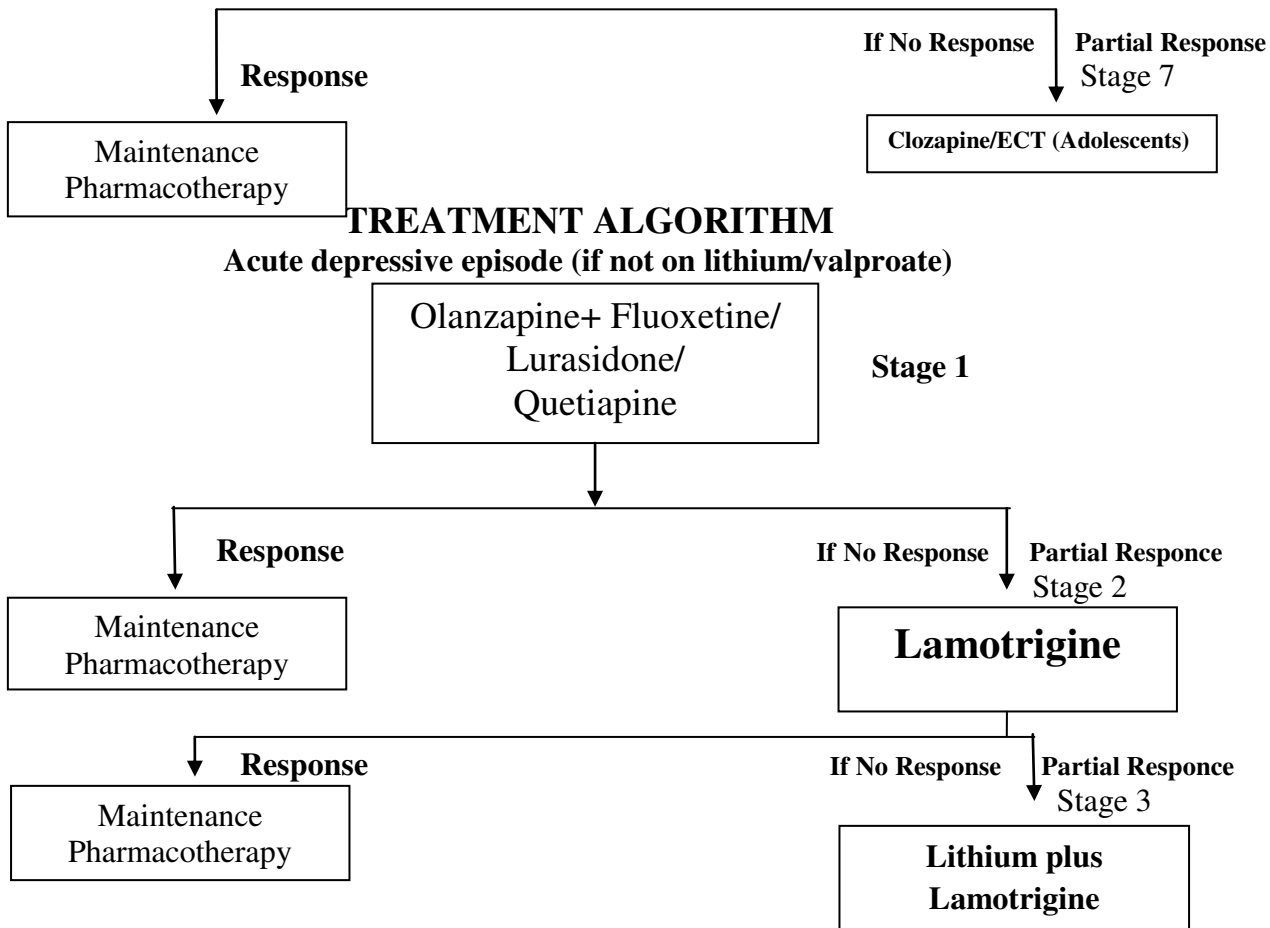 If No Response Partial Response
Stage 7
Response
Maintenance
Pharmacotherapy
Clozapine/ECT (Adolescents)
TREATMENT ALGORITHM
Acute depressive episode (if not on lithium/valproate)
Olanzapine+ Fluoxetine/
Lurasidone/
Quetiapine
Stage 1
Response
If No Response Partial Responce
Stage 2
Maintenance
Pharmacotherapy
Lamotrigine
Response
If No Response Partial Responce
Stage 3
Maintenance
Pharmacotherapy
Lithium plus
Lamotrigine